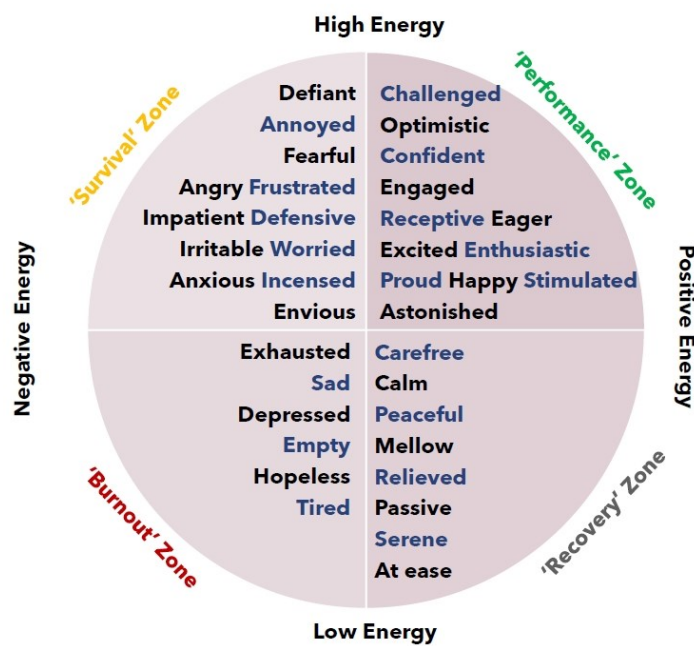 High Energy
'Survival' Zone
'Performance' Zone
Defiant
Annoyed
Fearful
Angry Frustrated
Impatient Defensive
Irritable Worried
Anxious Incensed
Envious
Challenged
Optimistic
Confident
Engaged
Receptive Eager
Excited Enthusiastic
Proud Happy Stimulated
Astonished
Negative Energy
Positive Energy
Exhausted
Sad
Depressed
Empty
Hopeless
Tired
Carefree
Calm
Peaceful
Mellow
Relieved
Passive
Serene
At ease
'Burnout' Zone
'Recovery' Zone
Low Energy